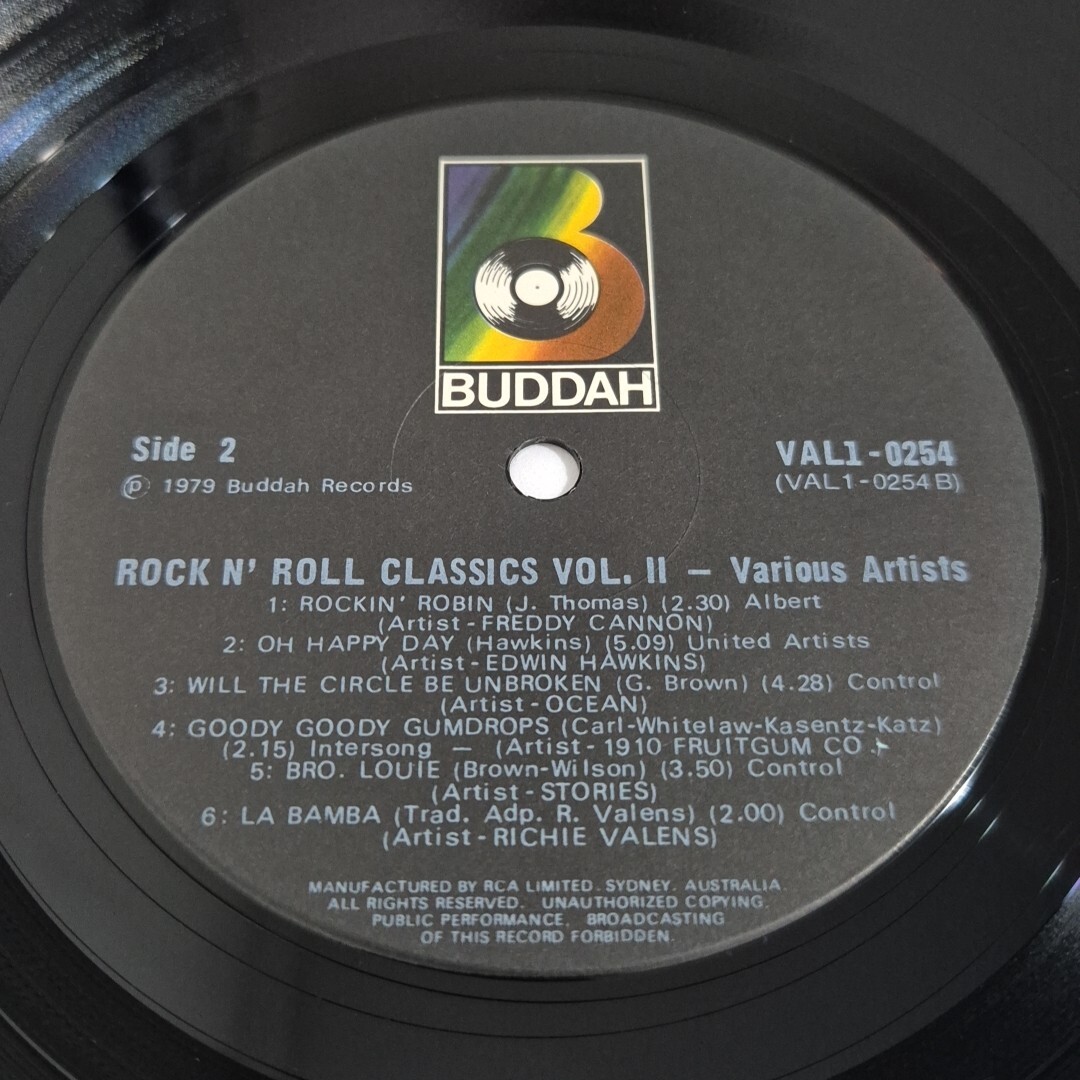 BUDDAH
Side 2
VAL1-0254
Ⓟ 1979 Buddah Records
(VAL1-0254B)
ROCK N' ROLL CLASSICS VOL. II — Various Artists
1: ROCKIN' ROBIN (J. Thomas) (2.30) Albert
(Artist-FREDDY CANNON)
2: OH HAPPY DAY (Hawkins) (5.09) United Artists
(Artist-EDWIN HAWKINS)
3: WILL THE CIRCLE BE UNBROKEN (G. Brown) (4.28) Control
(Artist-OCEAN)
4: GOODY GOODY GUMDROPS (Carl-Whitelaw-Kasentz-Katz)
(2.15) Intersong — (Artist-1910 FRUITGUM CO.)
5: BRO. LOUIE (Brown-Wilson) (3.50) Control
(Artist-STORIES)
6: LA BAMBA (Trad. Adp. R. Valens) (2.00) Control
(Artist-RICHIE VALENS)
MANUFACTURED BY RCA LIMITED. SYDNEY. AUSTRALIA.
ALL RIGHTS RESERVED. UNAUTHORIZED COPYING.
PUBLIC PERFORMANCE, BROADCASTING
OF THIS RECORD FORBIDDEN.